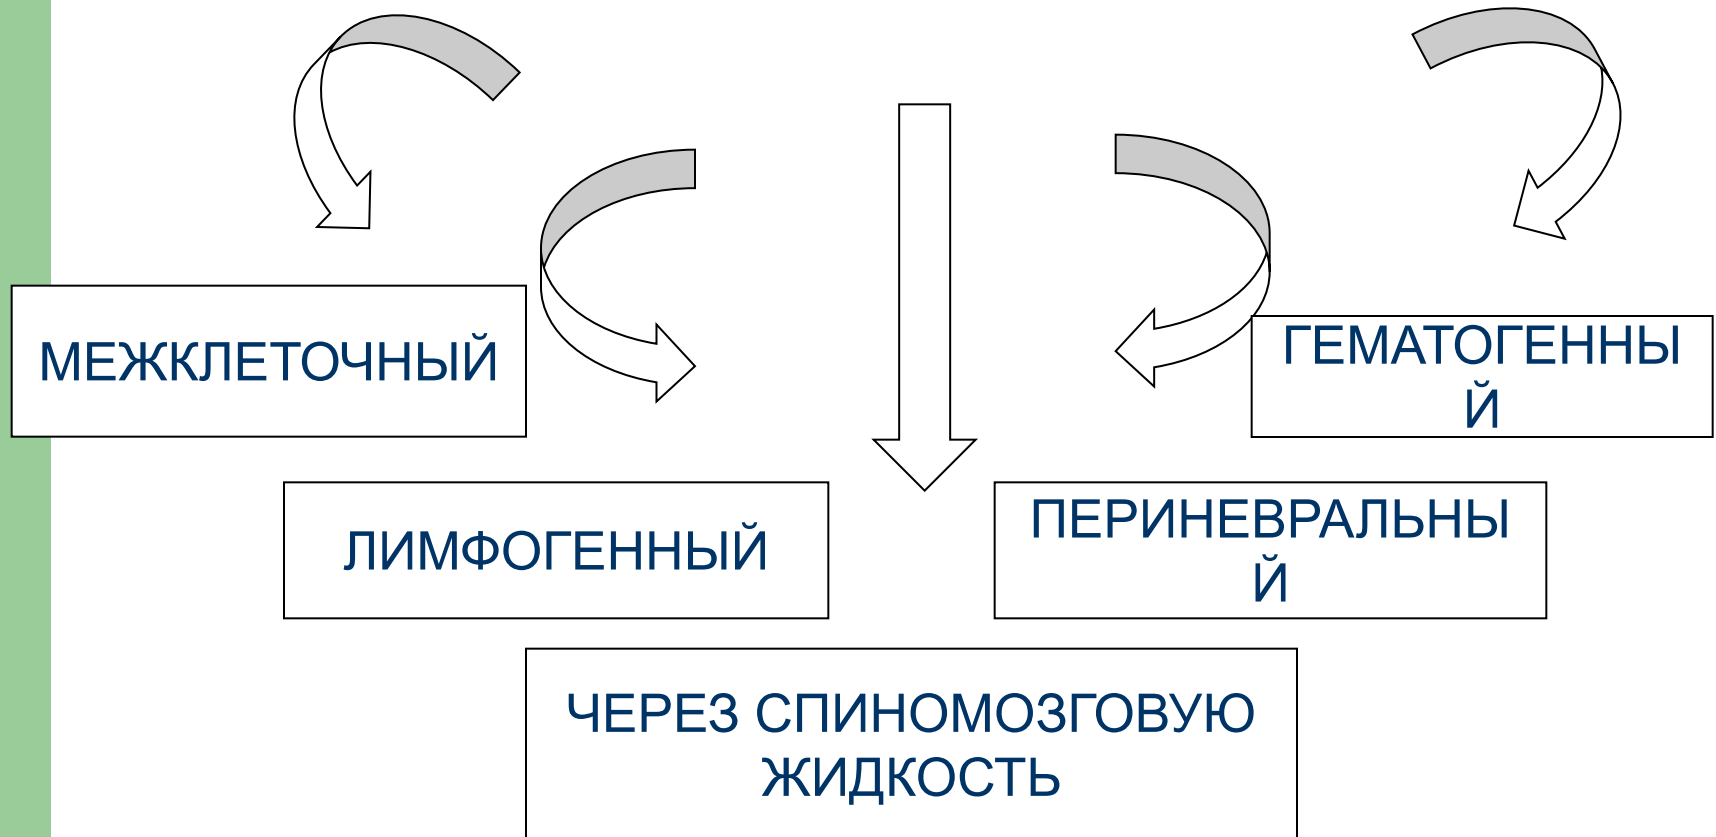 МЕЖКЛЕТОЧНЫЙ
ГЕМАТОГЕННЫ
Й
ЛИМФОГЕННЫЙ
ПЕРИНЕВРАЛЬНЫ
Й
ЧЕРЕЗ СПИНОМОЗГОВУЮ
ЖИДКОСТЬ